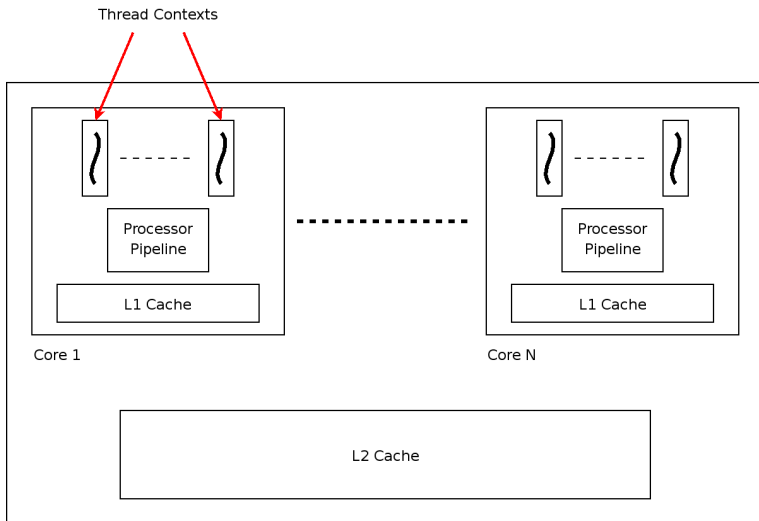 Thread Contexts
Processor
Pipeline
L1 Cache
Core 1
Processor
Pipeline
L1 Cache
Core N
L2 Cache